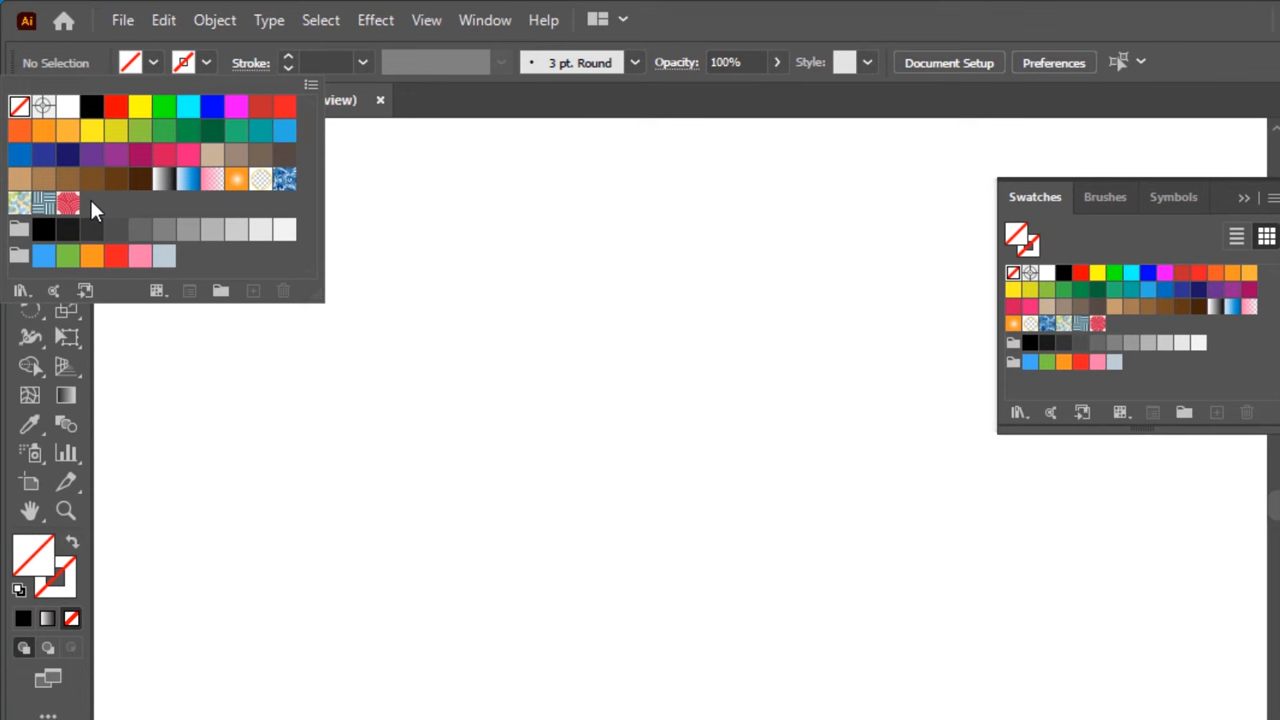 Ai File Edit Object Type Select Effect View Window Help
No Selection Stroke: 3 pt. Round Opacity: 100% Style: Document Setup Preferences
view) ×
Swatches Brushes Symbols